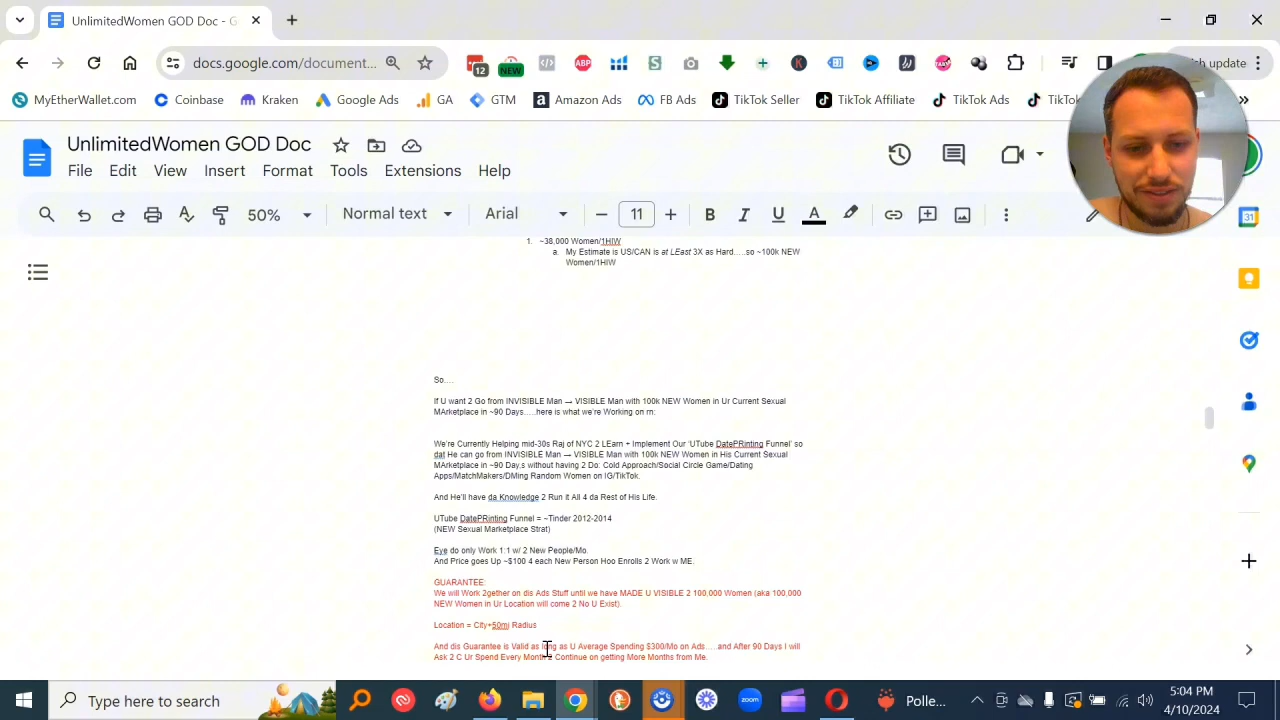 UnlimitedWomen GOD Doc - G
docs.google.com/document...
12
NEW
ABP
ch update
MyEtherWallet.com
Coinbase
Kraken
Google Ads
GA
GTM
Amazon Ads
FB Ads
TikTok Seller
TikTok Affiliate
TikTok Ads
TikTo
UnlimitedWomen GOD Doc
File Edit View Insert Format Tools Extensions Help
50% Normal text Arial 11 B I U A
31
1. ~38,000 Women/1HIW
a. My Estimate is US/CAN is at LEast 3X as Hard.....so ~100k NEW
Women/1HIW
So....
If U want 2 Go from INVISIBLE Man → VISIBLE Man with 100k NEW Women in Ur Current Sexual
MArketplace in ~90 Days.....here is what we're Working on rn:
We're Currently Helping mid-30s Raj of NYC 2 LEarn + Implement Our 'UTube DatePRinting Funnel' so
dat He can go from INVISIBLE Man → VISIBLE Man with 100k NEW Women in His Current Sexual
MArketplace in ~90 Day,s without having 2 Do: Cold Approach/Social Circle Game/Dating
Apps/MatchMakers/DMing Random Women on IG/TikTok.
And He'll have da Knowledge 2 Run it All 4 da Rest of His Life.
UTube DatePRinting Funnel = ~Tinder 2012-2014
(NEW Sexual Marketplace Strat)
Eye do only Work 1:1 w/ 2 New People/Mo.
And Price goes Up ~$100 4 each New Person Hoo Enrolls 2 Work w ME.
GUARANTEE:
We will Work 2gether on dis Ads Stuff until we have MADE U VISIBLE 2 100,000 Women (aka 100,000
NEW Women in Ur Location will come 2 No U Exist).
Location = City+50mi Radius
And dis Guarantee is Valid as long as U Average Spending $300/Mo on Ads.....and After 90 Days I will
Ask 2 C Ur Spend Every Month 2 Continue on getting More Months from Me.
Type here to search
zoom
Polle...
5:04 PM
4/10/2024